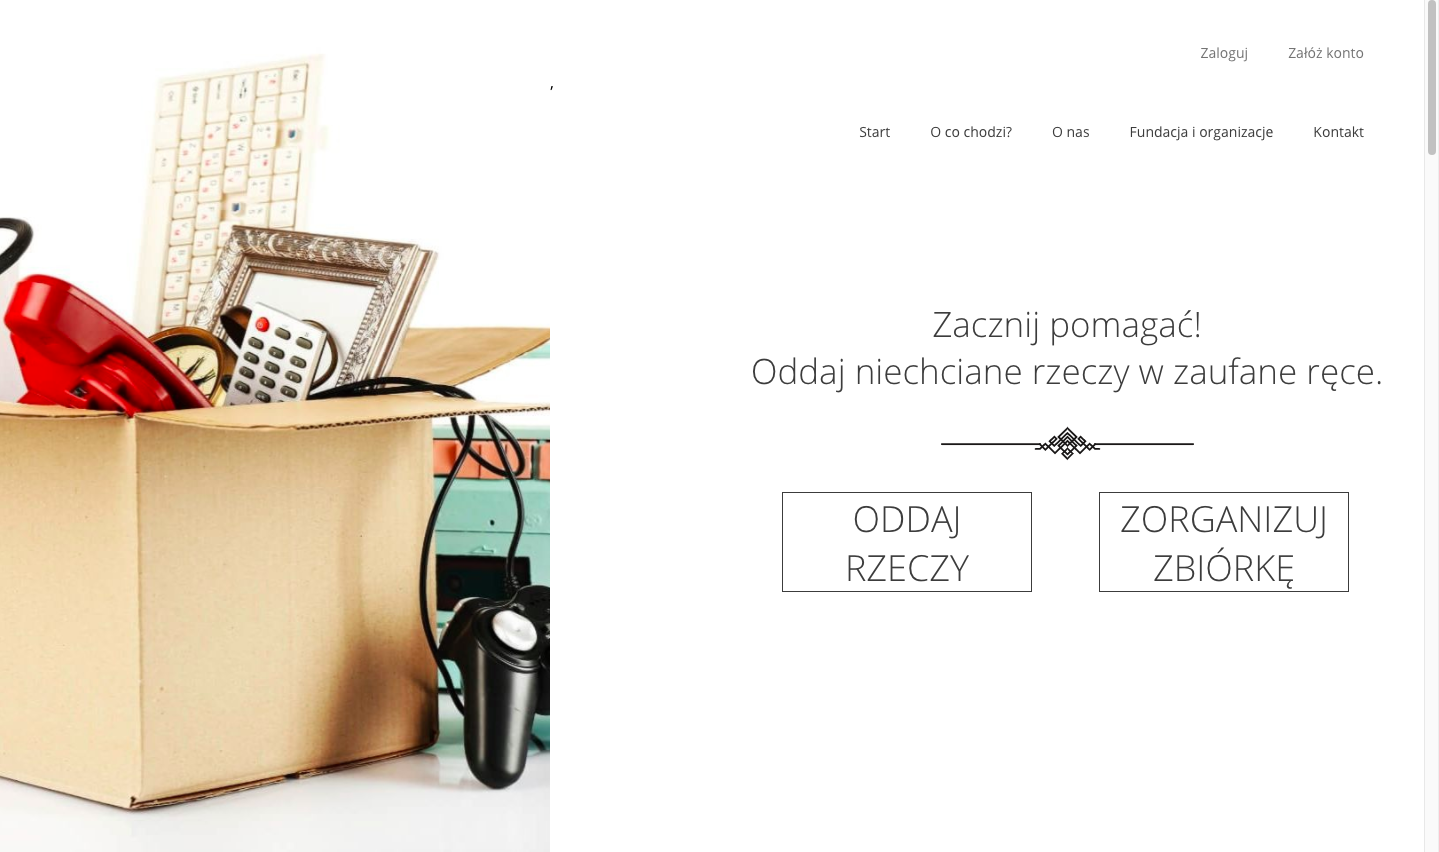 Zaloguj Załóż konto
,
Start O co chodzi? O nas Fundacja i organizacje Kontakt
Zacznij pomagać!
Oddaj niechciane rzeczy w zaufane ręce.
ODDAJ
RZECZY
ZORGANIZUJ
ZBIÓRKĘ